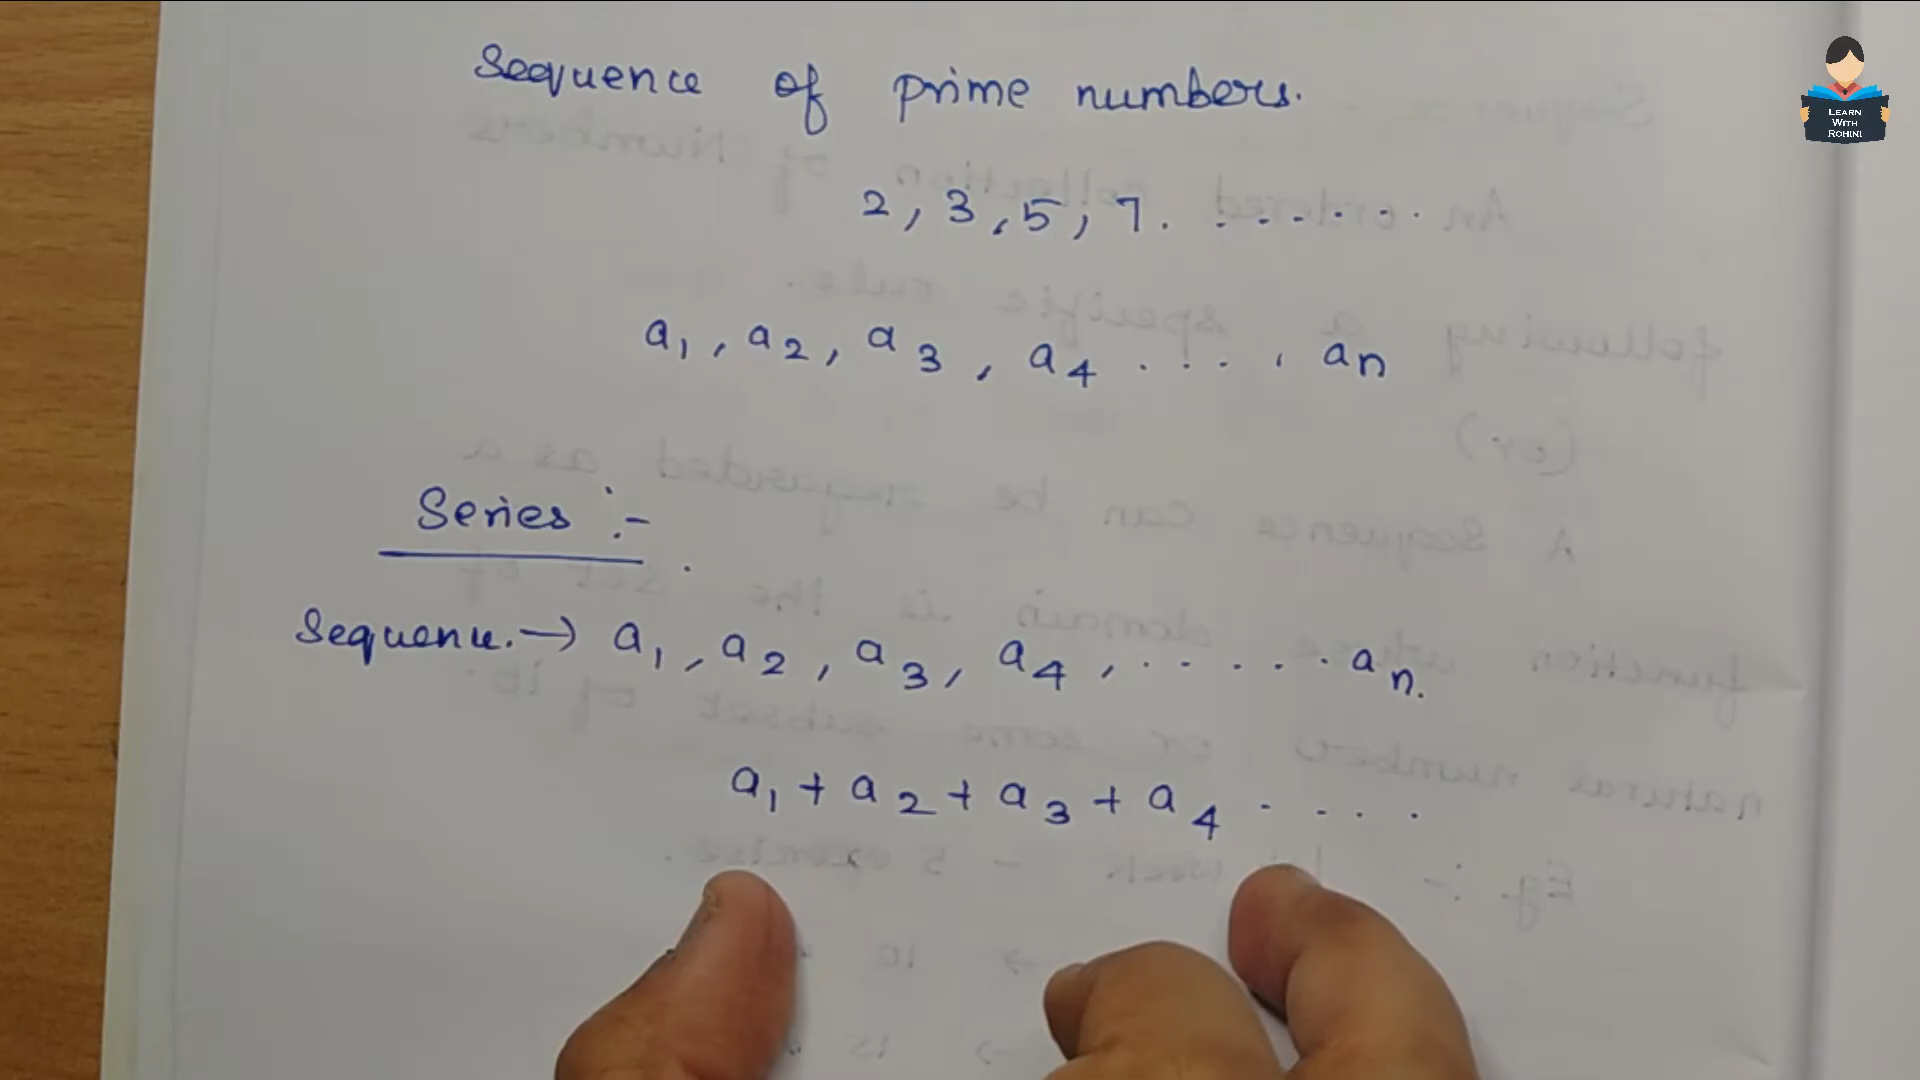 Sequence of prime numbers.
2, 3, 5, 7. . . . . . .
a₁, a₂, a₃, a₄ . . . . aₙ
Series :-
Sequence. → a₁, a₂, a₃, a₄, . . . . . . aₙ.
a₁ + a₂ + a₃ + a₄ . . . .
LEARN
WITH
ROHINI